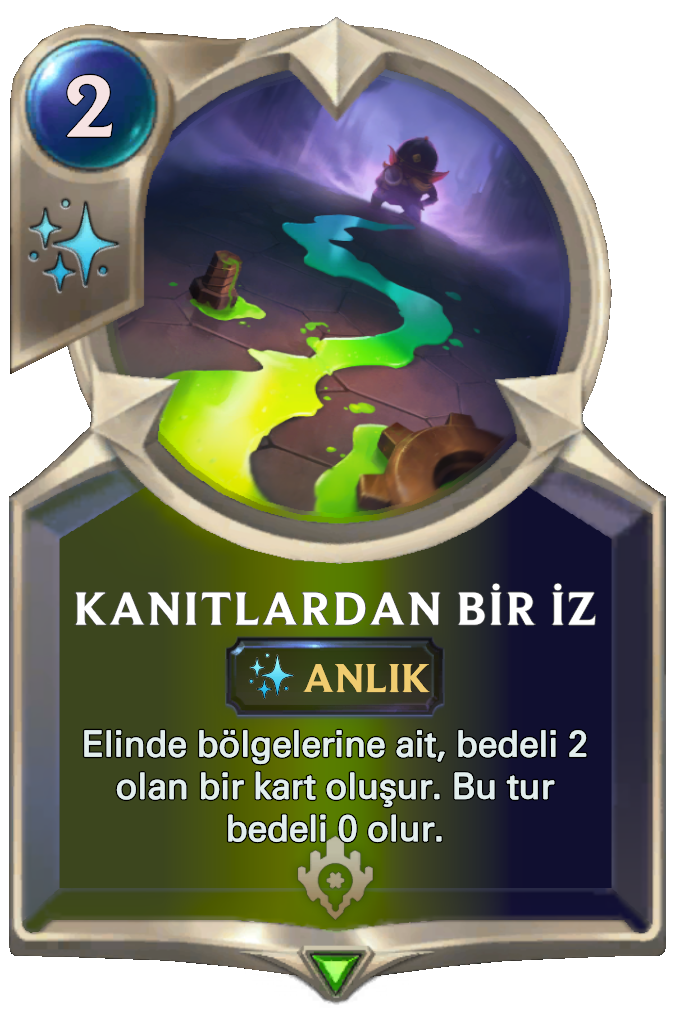 2
KANITLARDAN BİR İZ
ANLIK
Elinde bölgelerine ait, bedeli 2
olan bir kart oluşur. Bu tur
bedeli 0 olur.